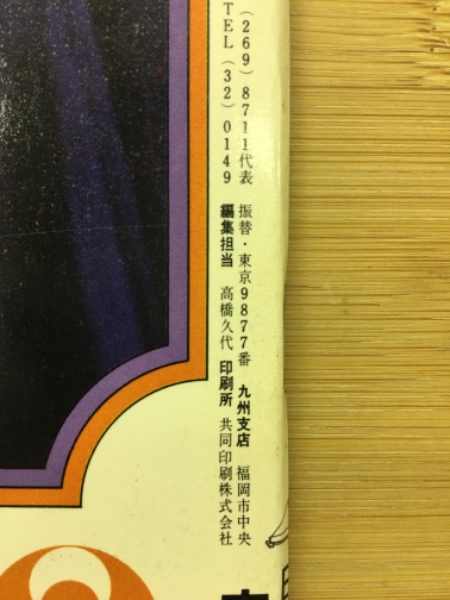 (269)8711代表　振替・東京9877番　九州支店　福岡市中央
TEL(32)0149　編集担当　高橋久代　印刷所　共同印刷株式会社